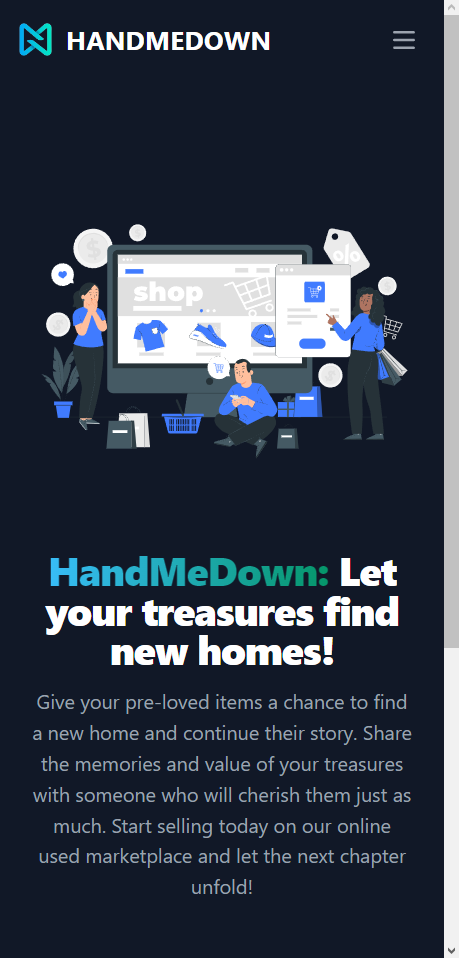 HANDMEDOWN
shop
%
HandMeDown: Let
your treasures find
new homes!
Give your pre-loved items a chance to find
a new home and continue their story. Share
the memories and value of your treasures
with someone who will cherish them just as
much. Start selling today on our online
used marketplace and let the next chapter
unfold!